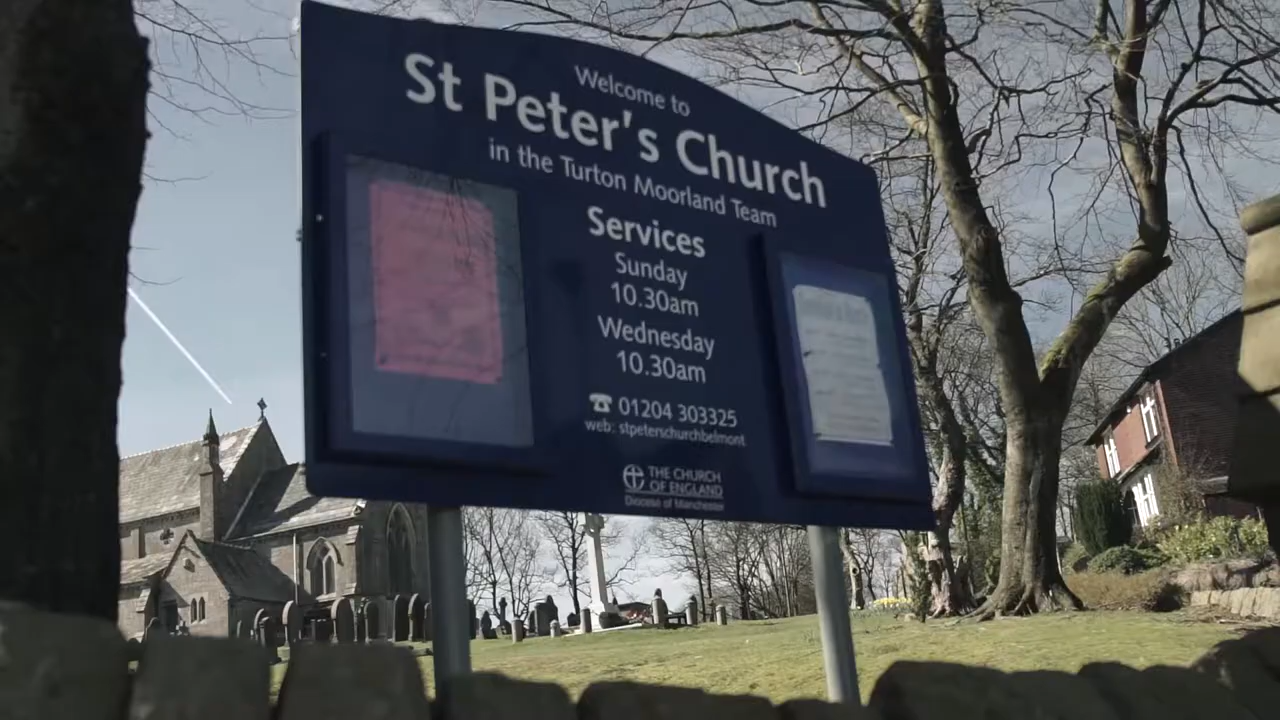 Welcome to
St Peter's Church
in the Turton Moorland Team
Services
Sunday
10.30am
Wednesday
10.30am
☎ 01204 303325
web: stpeterschurchbelmont
THE CHURCH
OF ENGLAND
Diocese of Manchester